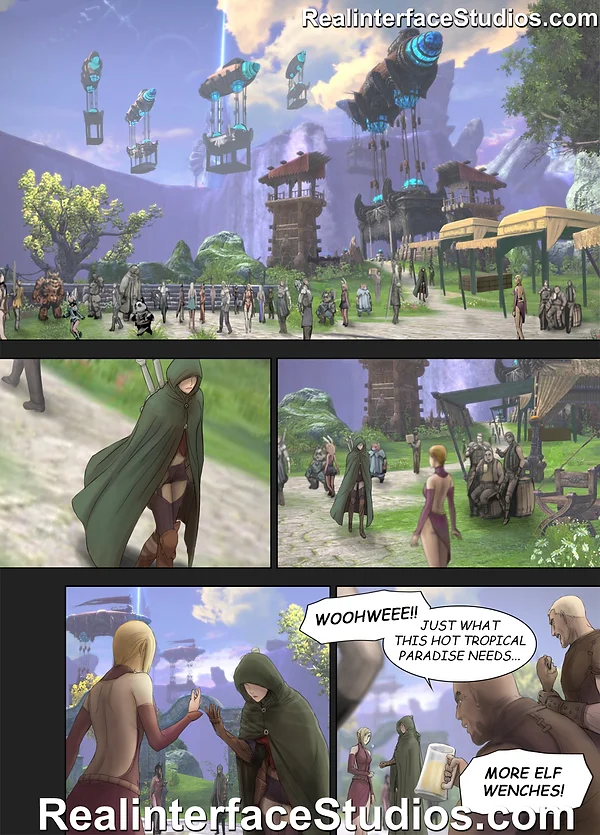 RealinterfaceStudios.com
WOOHWEEE!!
JUST WHAT
THIS HOT TROPICAL
PARADISE NEEDS...
MORE ELF
WENCHES!
RealinterfaceStudios.com